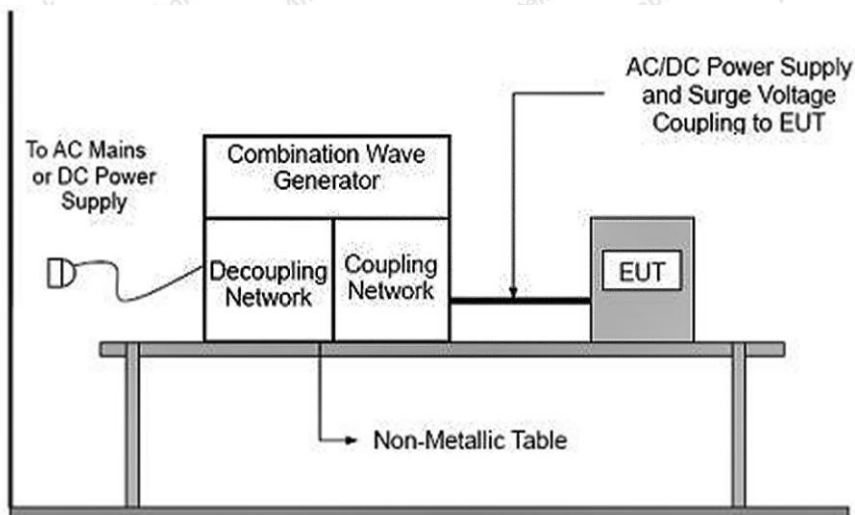 AC/DC Power Supply
and Surge Voltage
Coupling to EUT
To AC Mains
or DC Power
Supply
Combination Wave
Generator
Decoupling
Network
Coupling
Network
EUT
Non-Metallic Table